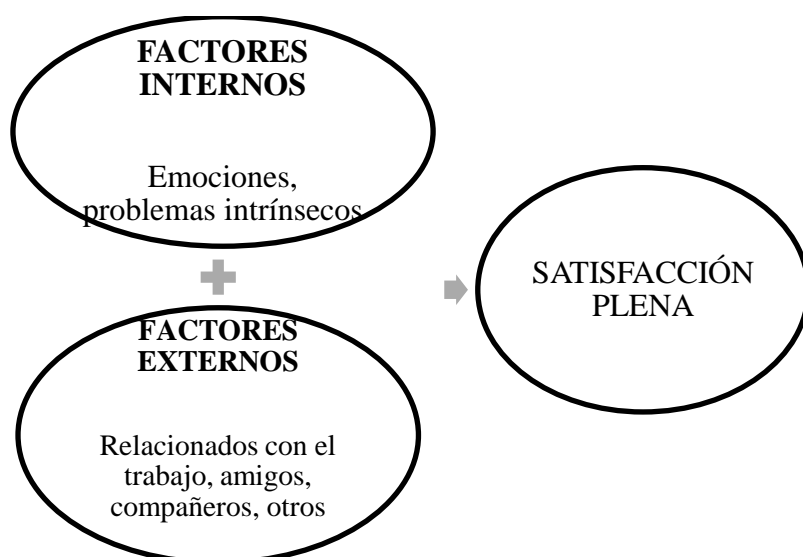 FACTORES
INTERNOS
Emociones,
problemas intrínsecos
FACTORES
EXTERNOS
Relacionados con el
trabajo, amigos,
compañeros, otros
SATISFACCIÓN
PLENA